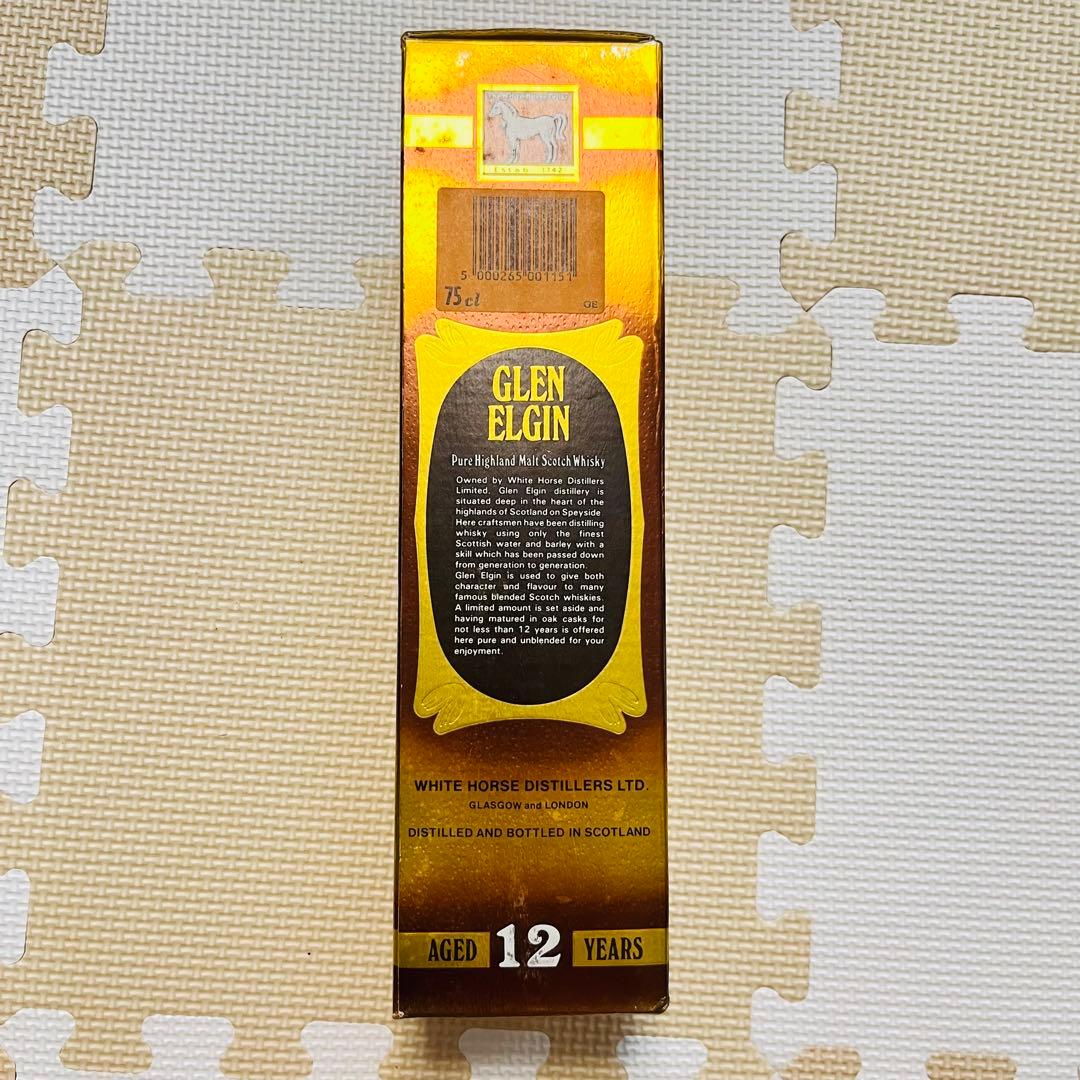 Estab 1742
5 000265 001151
75 cl
GE
GLEN
ELGIN
Pure Highland Malt Scotch Whisky
Owned by White Horse Distillers
Limited, Glen Elgin distillery is
situated deep in the heart of the
highlands of Scotland on Speyside
Here craftsmen have been distilling
whisky using only the finest
Scottish water and barley with a
skill which has been passed down
from generation to generation.
Glen Elgin is used to give both
character and flavour to many
famous blended Scotch whiskies.
A limited amount is set aside and
having matured in oak casks for
not less than 12 years is offered
here pure and unblended for your
enjoyment.
WHITE HORSE DISTILLERS LTD.
GLASGOW and LONDON
DISTILLED AND BOTTLED IN SCOTLAND
AGED 12 YEARS